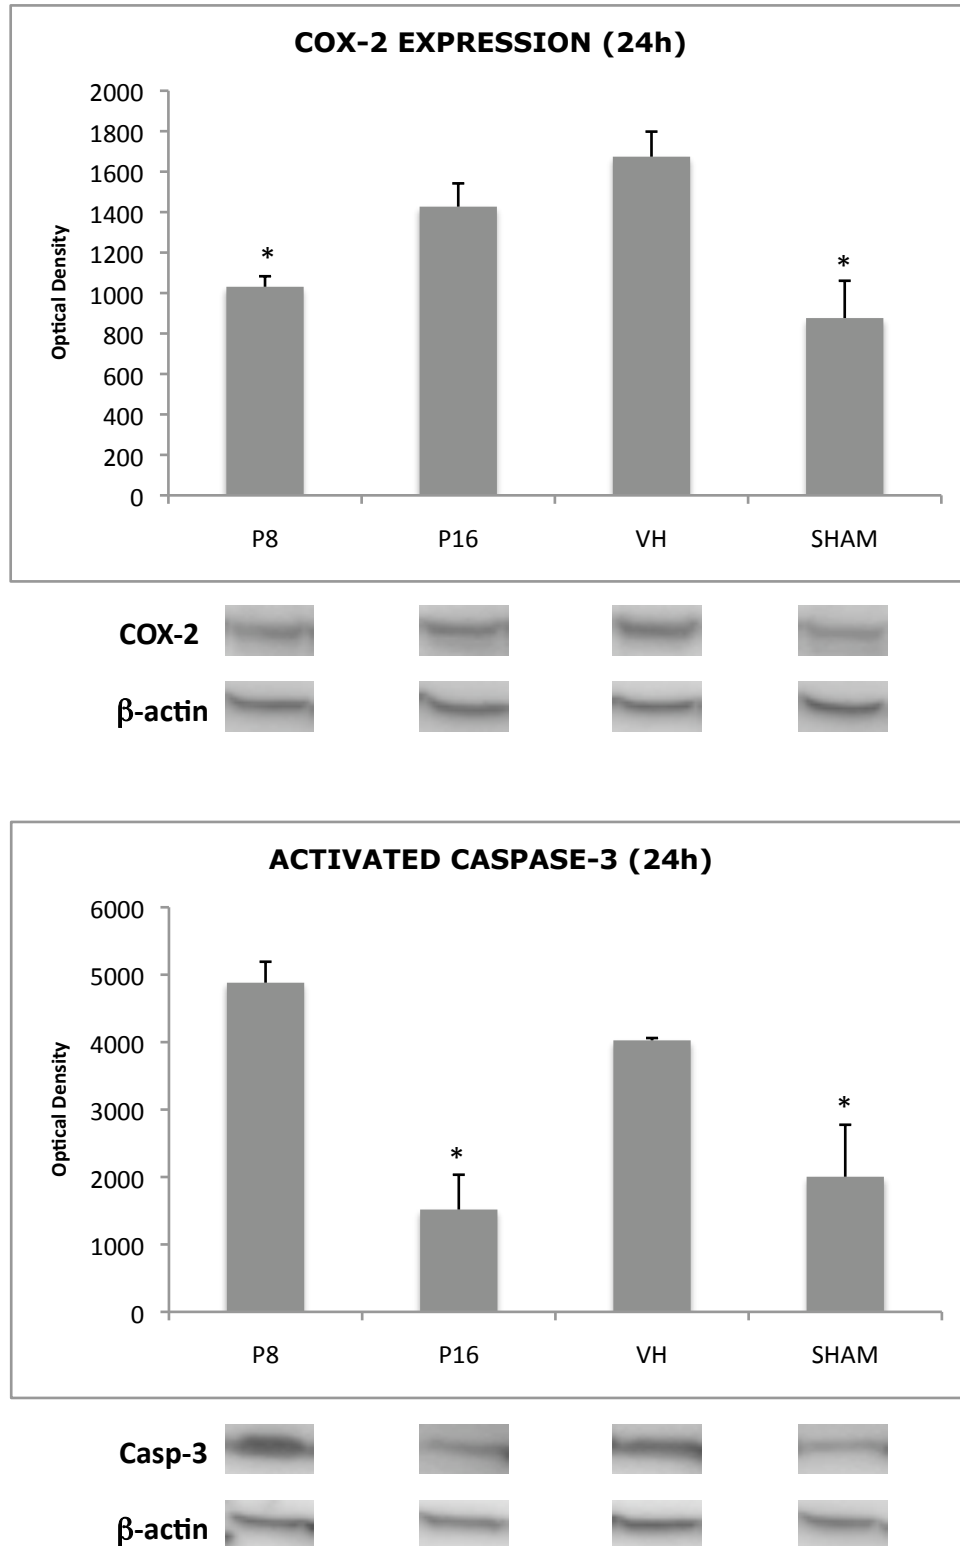 COX-2 EXPRESSION (24h)
2000
1800
1600
1400
1200
1000
800
600
400
200
0
Optical Density
*
*
P8 P16 VH SHAM
COX-2
β-actin
ACTIVATED CASPASE-3 (24h)
6000
5000
4000
3000
2000
1000
0
Optical Density
*
*
P8 P16 VH SHAM
Casp-3
β-actin